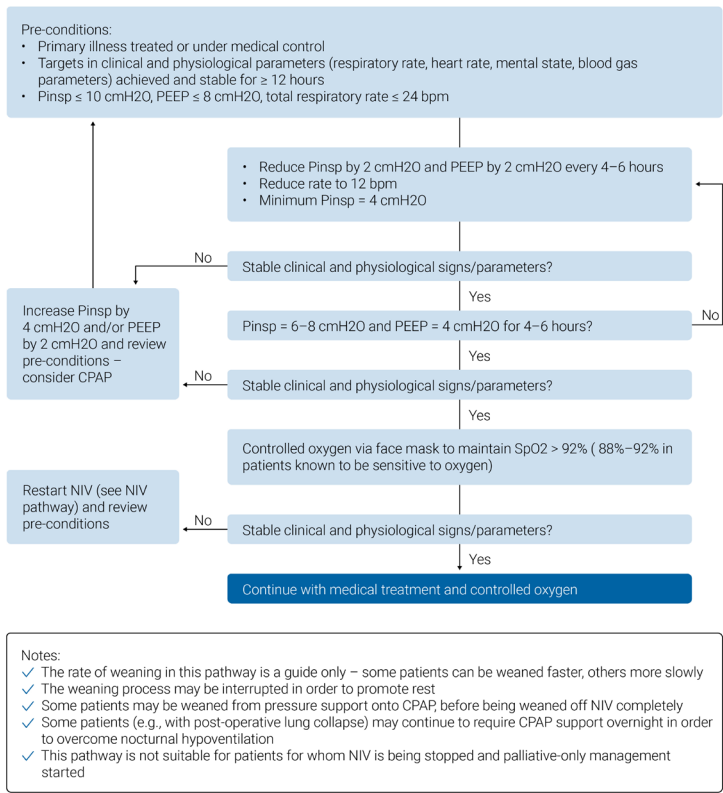 Pre-conditions:
• Primary illness treated or under medical control
• Targets in clinical and physiological parameters (respiratory rate, heart rate, mental state, blood gas
parameters) achieved and stable for ≥ 12 hours
• Pinsp ≤ 10 cmH2O, PEEP ≤ 8 cmH2O, total respiratory rate ≤ 24 bpm
• Reduce Pinsp by 2 cmH2O and PEEP by 2 cmH2O every 4–6 hours
• Reduce rate to 12 bpm
• Minimum Pinsp = 4 cmH2O
No
Stable clinical and physiological signs/parameters?
Yes
Increase Pinsp by
4 cmH2O and/or PEEP
by 2 cmH2O and review
pre-conditions –
consider CPAP
Pinsp = 6–8 cmH2O and PEEP = 4 cmH2O for 4–6 hours?
No
Yes
No
Stable clinical and physiological signs/parameters?
Yes
Controlled oxygen via face mask to maintain SpO2 > 92% ( 88%–92% in
patients known to be sensitive to oxygen)
Restart NIV (see NIV
pathway) and review
pre-conditions
No
Stable clinical and physiological signs/parameters?
Yes
Continue with medical treatment and controlled oxygen
Notes:
✓ The rate of weaning in this pathway is a guide only – some patients can be weaned faster, others more slowly
✓ The weaning process may be interrupted in order to promote rest
✓ Some patients may be weaned from pressure support onto CPAP, before being weaned off NIV completely
✓ Some patients (e.g., with post-operative lung collapse) may continue to require CPAP support overnight in order
to overcome nocturnal hypoventilation
✓ This pathway is not suitable for patients for whom NIV is being stopped and palliative-only management
started